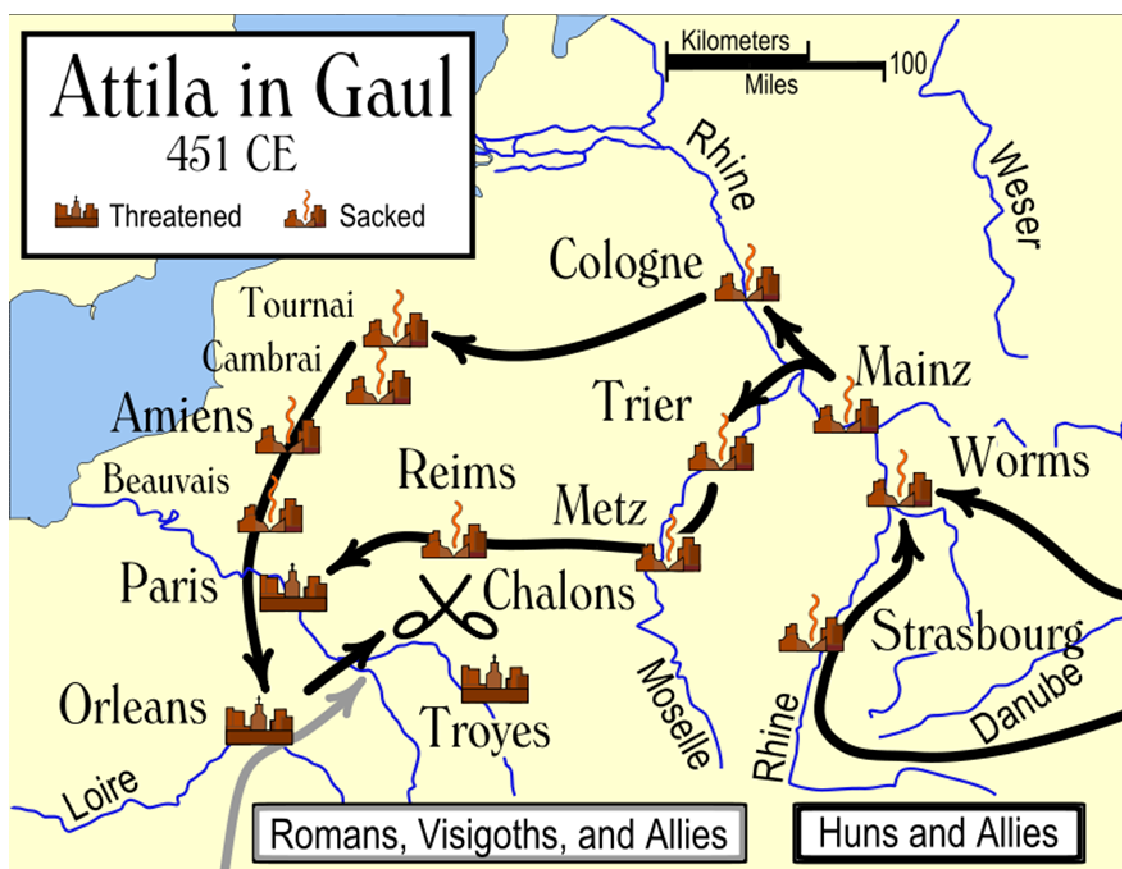 Attila in Gaul
451 CE
Threatened
Sacked
Kilometers
100
Miles
Rhine
Weser
Cologne
Tournai
Cambrai
Mainz
Trier
Amiens
Worms
Reims
Beauvais
Metz
Paris
Chalons
Strasbourg
Moselle
Danube
Orleans
Troyes
Rhine
Loire
Romans, Visigoths, and Allies
Huns and Allies